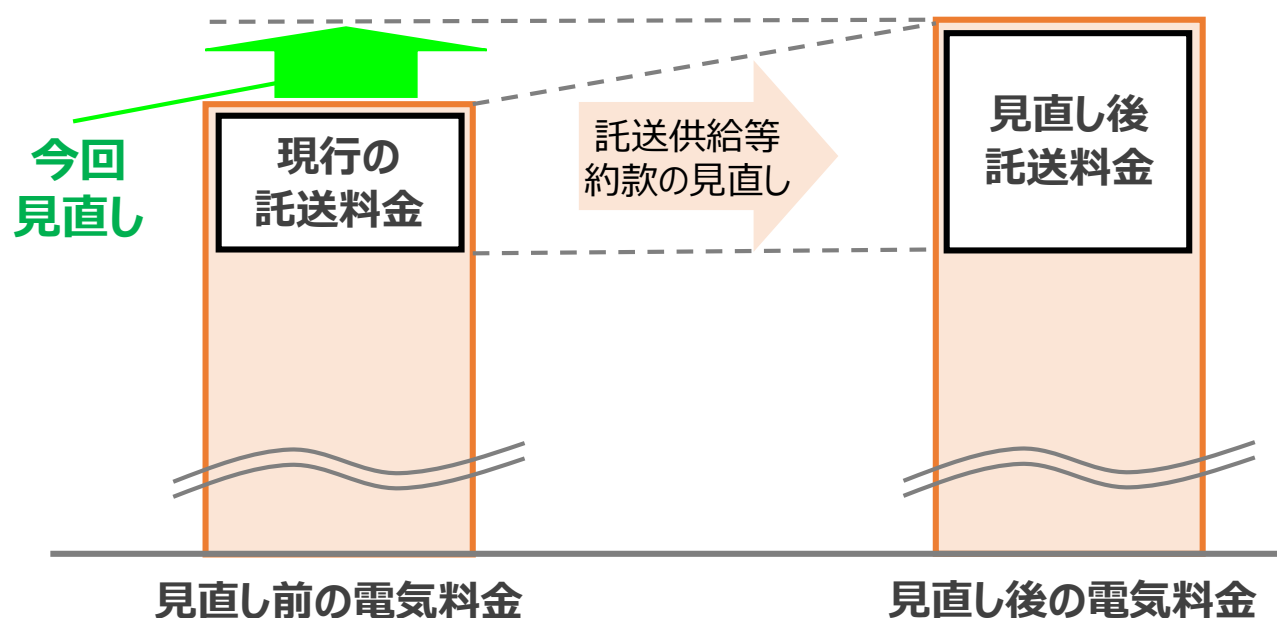 今回
見直し
現行の
託送料金
託送供給等
約款の見直し
見直し後
託送料金
見直し前の電気料金
見直し後の電気料金